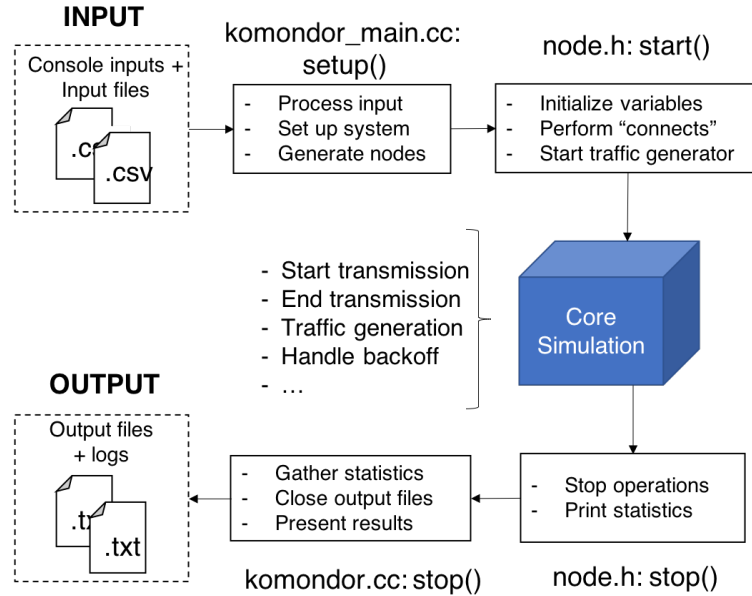 INPUT
Console inputs +
Input files
.cs
.csv
komondor_main.cc:
setup()
- Process input
- Set up system
- Generate nodes
node.h: start()
- Initialize variables
- Perform “connects”
- Start traffic generator
- Start transmission
- End transmission
- Traffic generation
- Handle backoff
- …
Core
Simulation
OUTPUT
Output files
+ logs
.tx
.txt
- Gather statistics
- Close output files
- Present results
komondor.cc: stop()
- Stop operations
- Print statistics
node.h: stop()